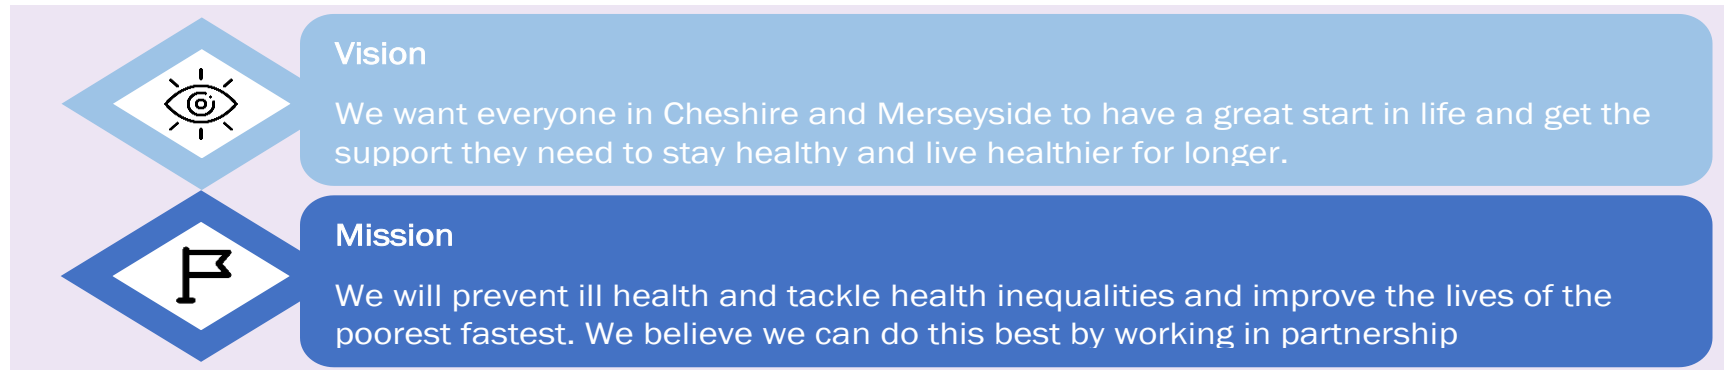 Vision
We want everyone in Cheshire and Merseyside to have a great start in life and get the
support they need to stay healthy and live healthier for longer.
Mission
We will prevent ill health and tackle health inequalities and improve the lives of the
poorest fastest. We believe we can do this best by working in partnership